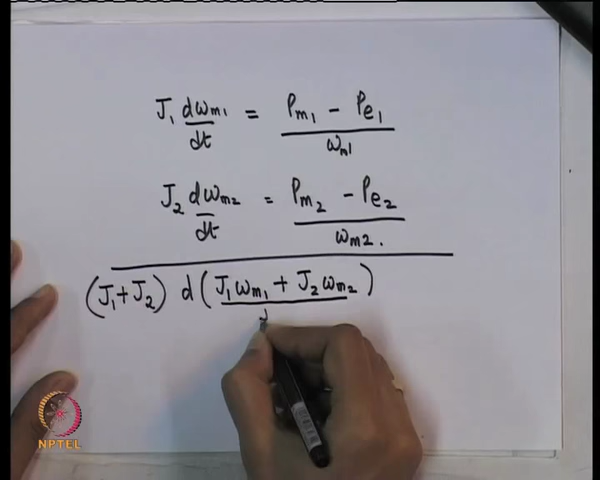 J₁ dωm₁/dt = (Pm₁ − Pe₁)/ωm1
J₂ dωm₂/dt = (Pm₂ − Pe₂)/ωm2.
(J₁+J₂) d(J₁ωm₁ + J₂ωm₂)
NPTEL